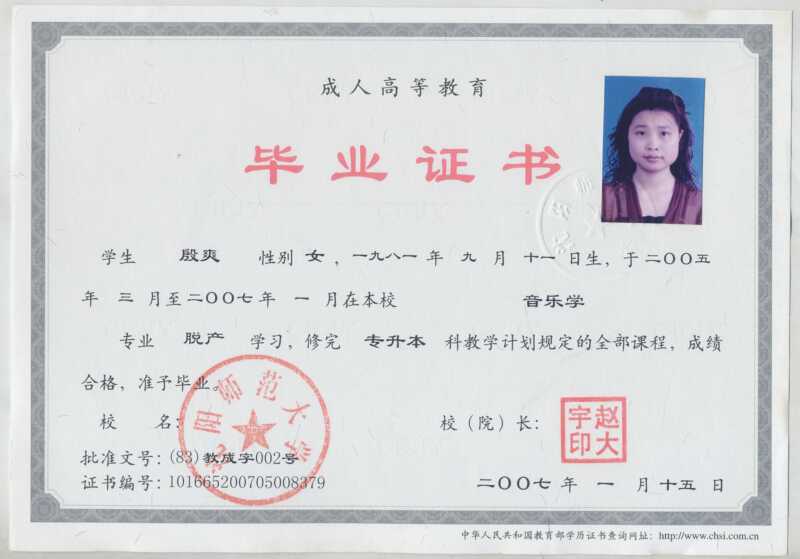 成人高等教育
毕业证书
学生 殷爽 性别 女，一九八一 年 九 月 十一 日生，于二〇〇五
年 三 月至二〇〇七年 一 月在本校 音乐学
专业 脱产 学习，修完 专升本 科教学计划规定的全部课程，成绩
合格，准予毕业。
校 名：
阳师范大学
校（院）长：
赵大宇印
批准文号：(83)教成字002号
证书编号：101665200705008379
二〇〇七 年 一 月 十五 日
中华人民共和国教育部学历证书查询网址：http://www.chsi.com.cn